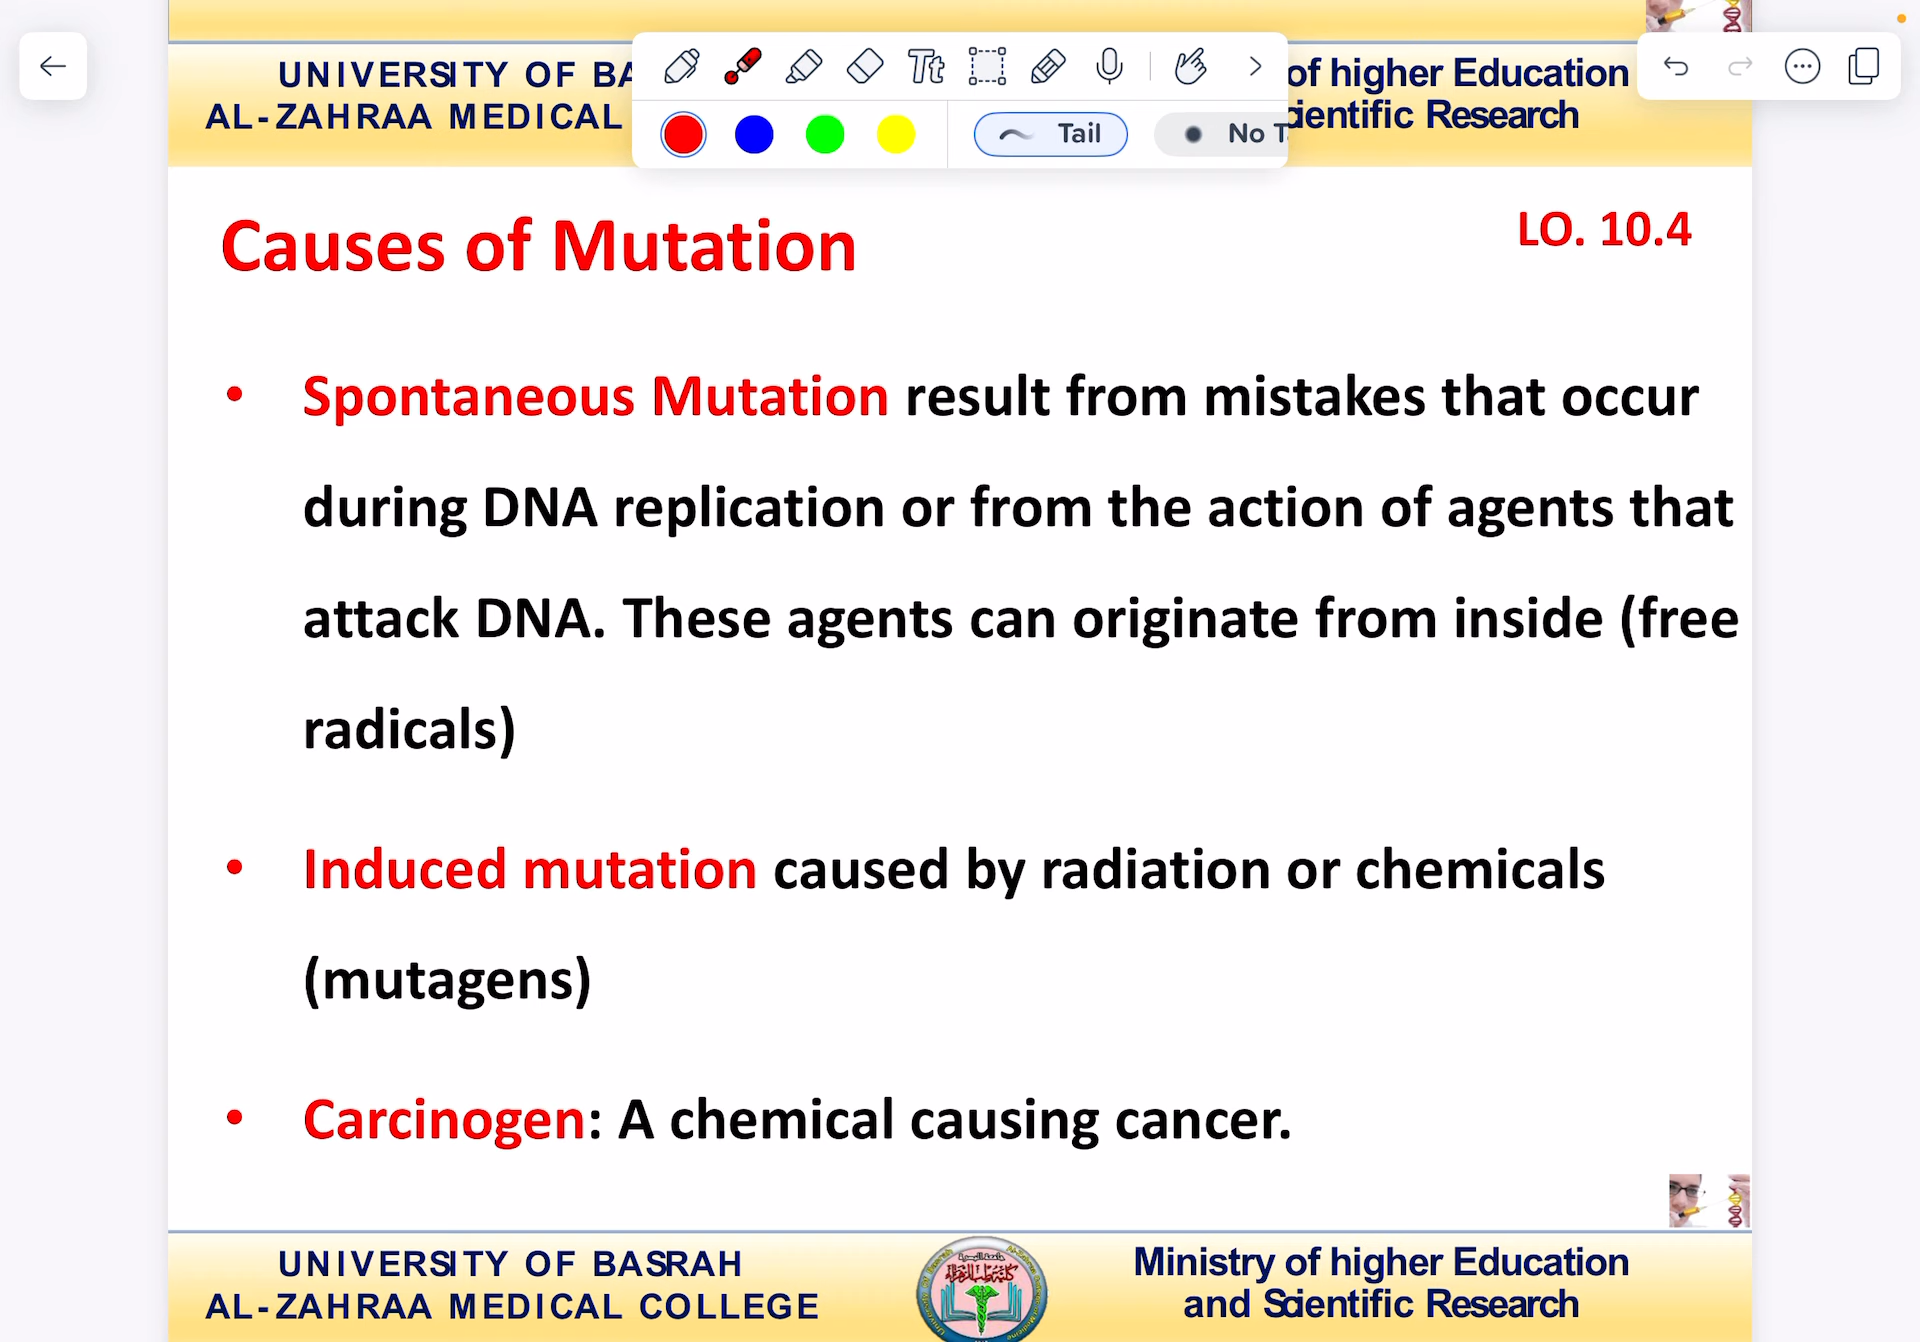 UNIVERSITY OF BA
of higher Education
AL-ZAHRAA MEDICAL
cientific Research
Tt
Tail
No T
Causes of Mutation
LO. 10.4
• Spontaneous Mutation result from mistakes that occur
during DNA replication or from the action of agents that
attack DNA. These agents can originate from inside (free
radicals)
• Induced mutation caused by radiation or chemicals
(mutagens)
• Carcinogen: A chemical causing cancer.
UNIVERSITY OF BASRAH
AL-ZAHRAA MEDICAL COLLEGE
Ministry of higher Education
and Scientific Research